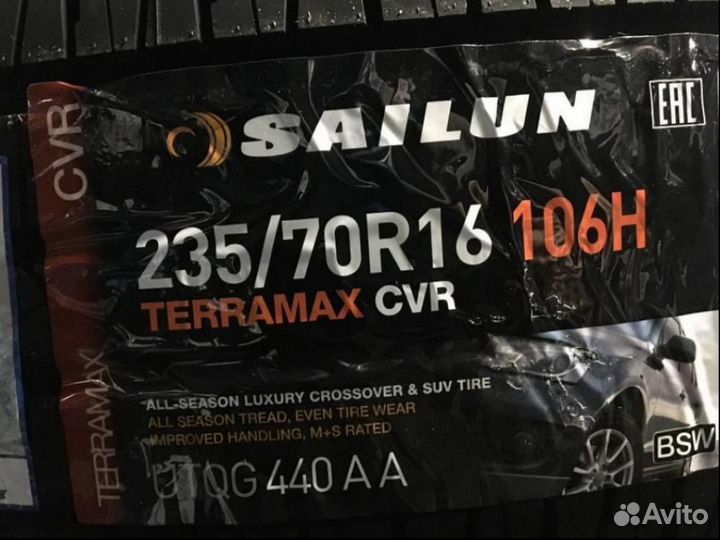 CVR
SAILUN
EAC
235/70R16 106H
TERRAMAX CVR
TERRAMAX
ALL-SEASON LUXURY CROSSOVER & SUV TIRE
ALL SEASON TREAD, EVEN TIRE WEAR
IMPROVED HANDLING, M+S RATED
UTQG 440 A A
BSW
Avito